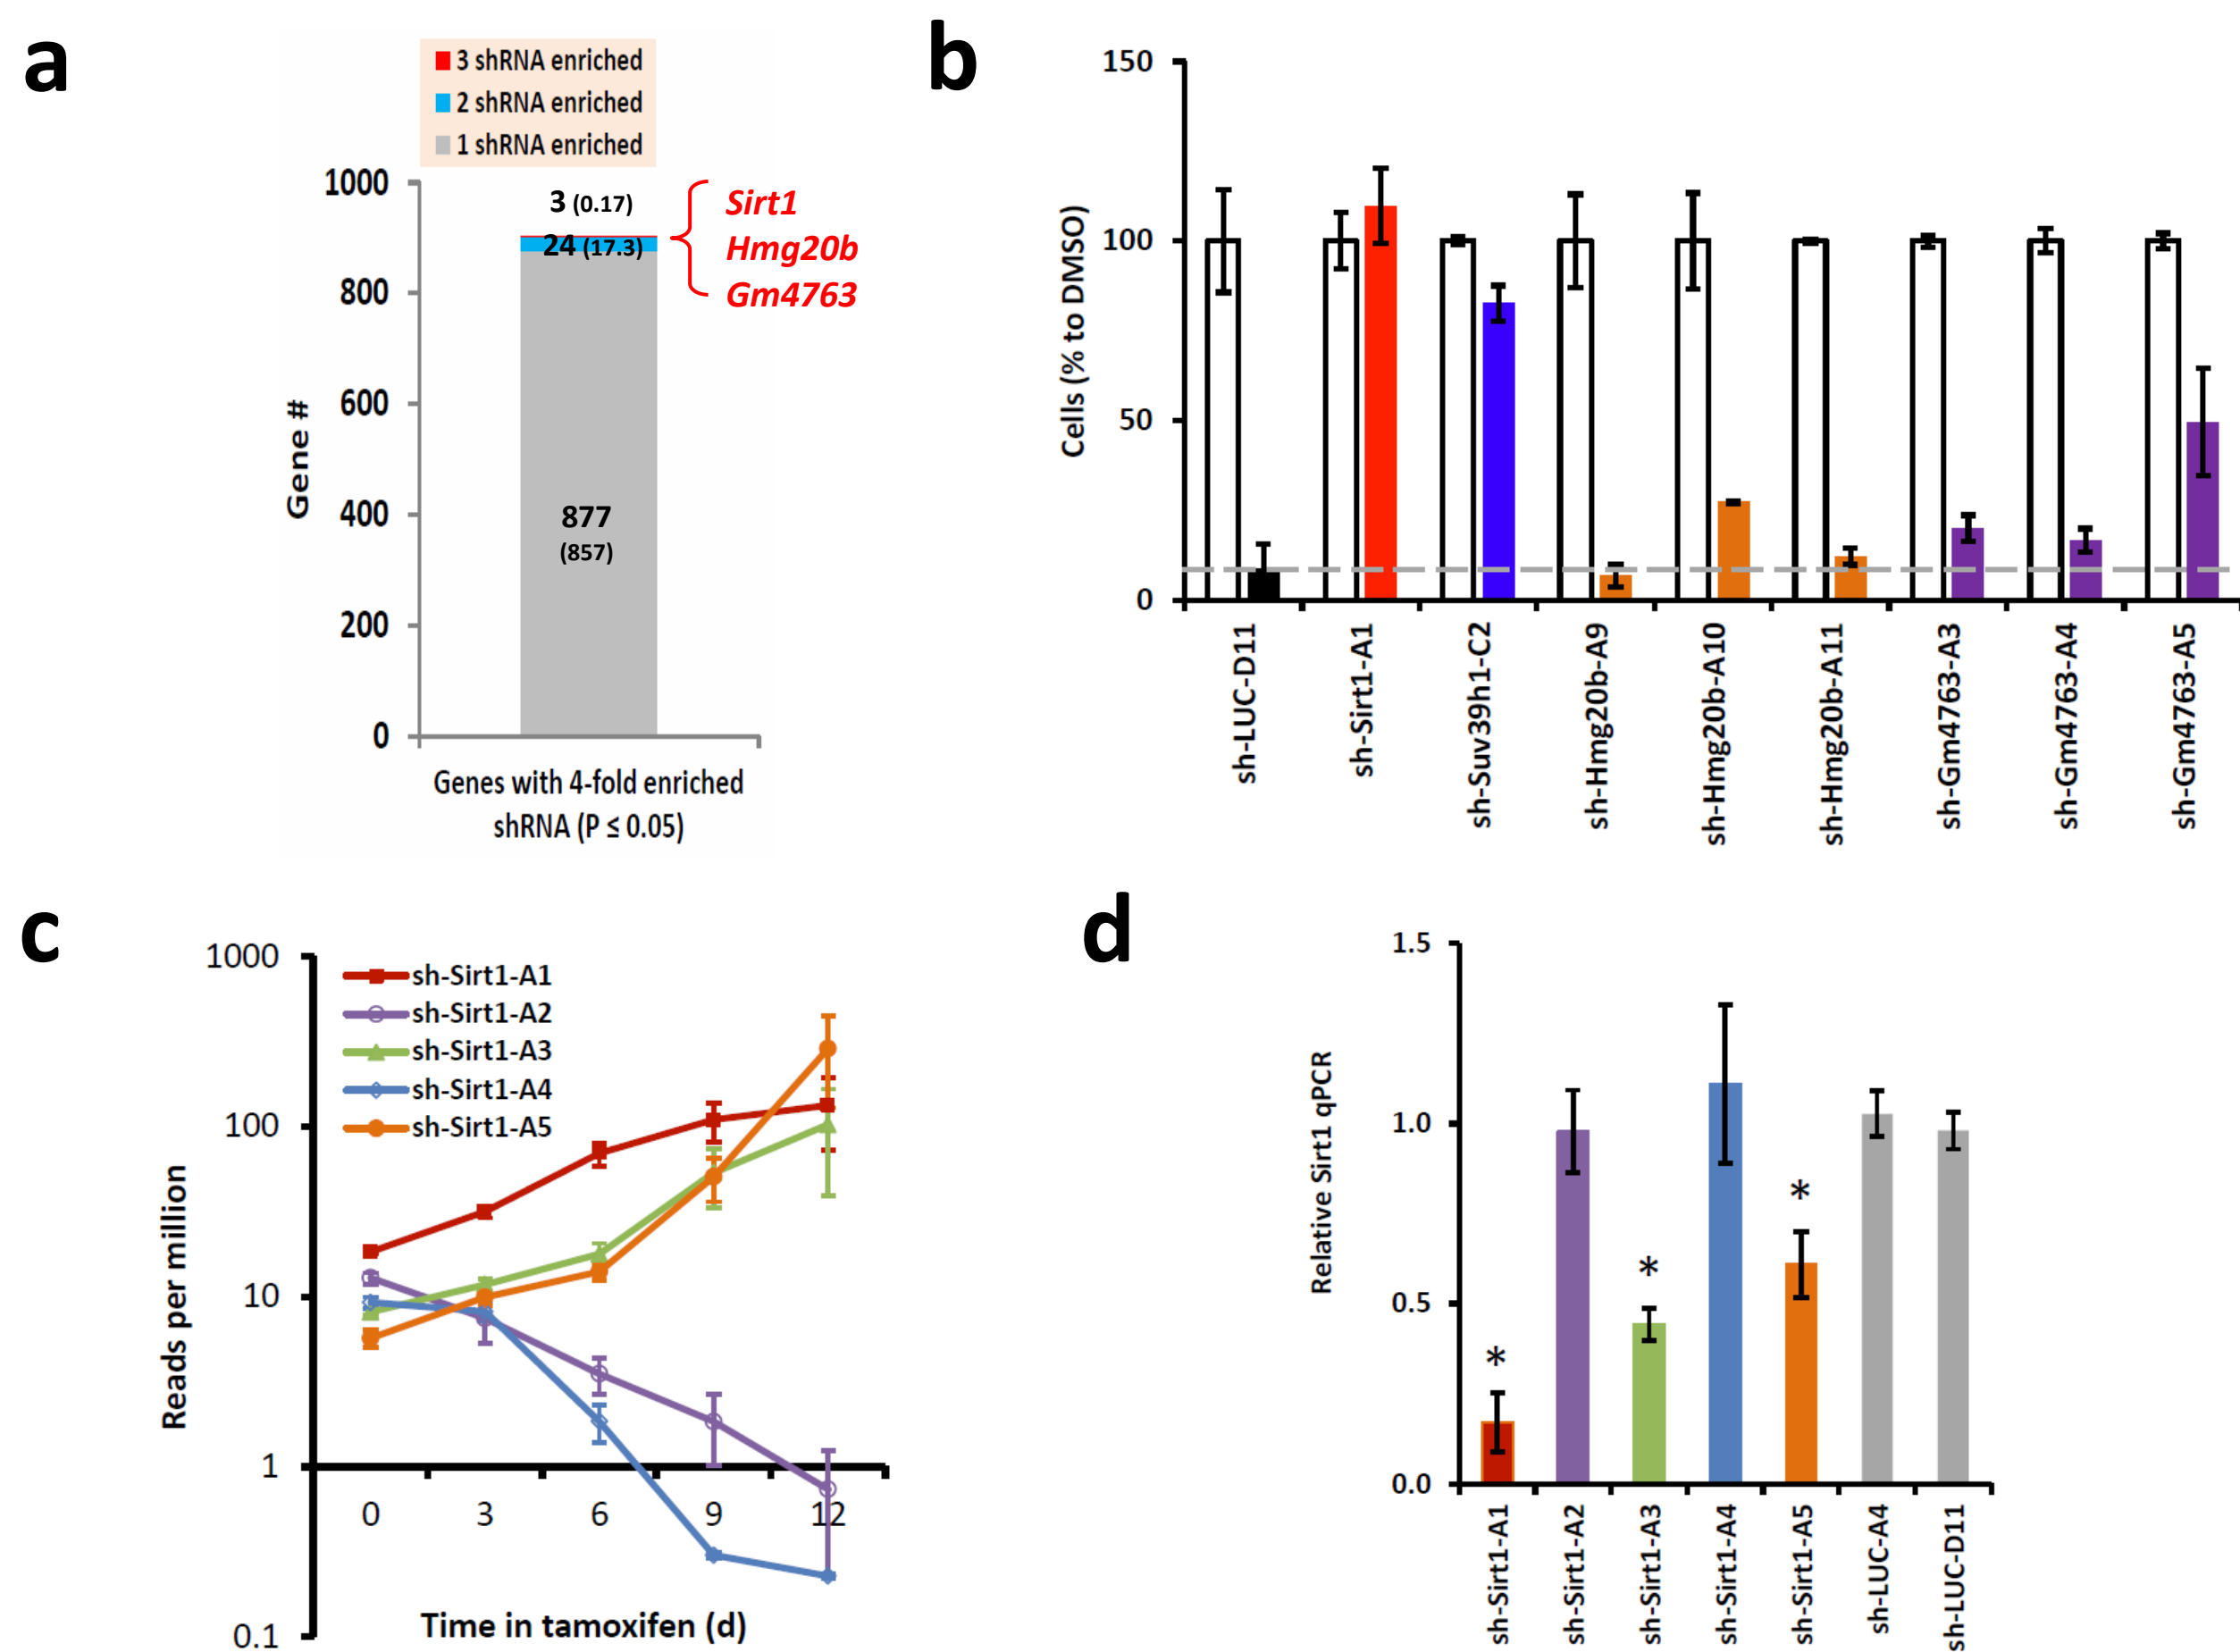 a
3 shRNA enriched
2 shRNA enriched
1 shRNA enriched
1000
800
600
400
200
0
Gene #
3 (0.17)
24 (17.3)
877
(857)
Sirt1
Hmg20b
Gm4763
Genes with 4-fold enriched
shRNA (P ≤ 0.05)
b
150
100
50
0
Cells (% to DMSO)
sh-LUC-D11
sh-Sirt1-A1
sh-Suv39h1-C2
sh-Hmg20b-A9
sh-Hmg20b-A10
sh-Hmg20b-A11
sh-Gm4763-A3
sh-Gm4763-A4
sh-Gm4763-A5
c
1000
100
10
1
0.1
Reads per million
sh-Sirt1-A1
sh-Sirt1-A2
sh-Sirt1-A3
sh-Sirt1-A4
sh-Sirt1-A5
0 3 6 9 12
Time in tamoxifen (d)
d
1.5
1.0
0.5
0.0
Relative Sirt1 qPCR
*
*
*
sh-Sirt1-A1
sh-Sirt1-A2
sh-Sirt1-A3
sh-Sirt1-A4
sh-Sirt1-A5
sh-LUC-A4
sh-LUC-D11